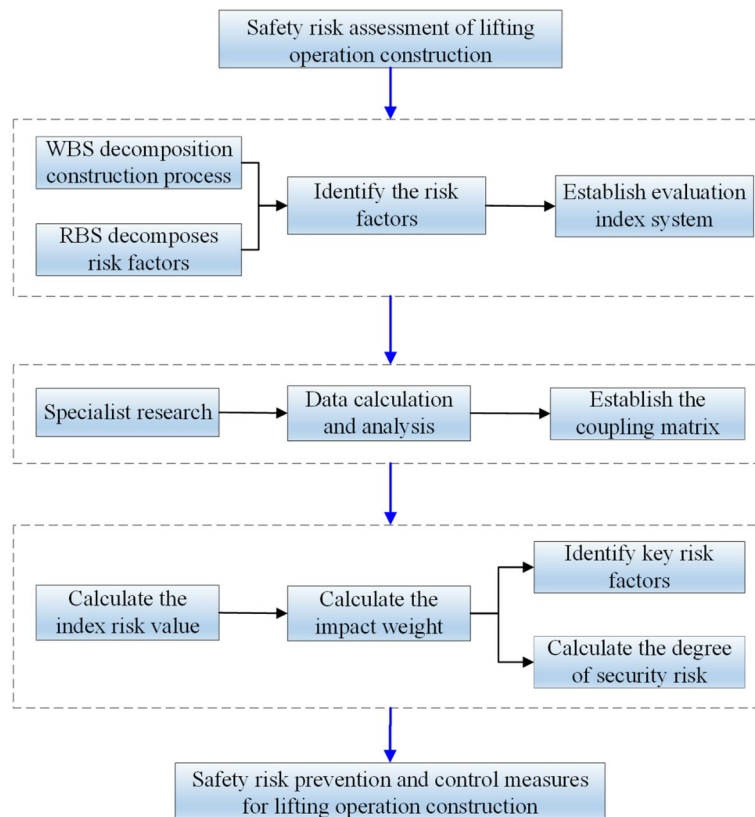 Safety risk assessment of lifting
operation construction
WBS decomposition
construction process
RBS decomposes
risk factors
Identify the risk
factors
Establish evaluation
index system
Specialist research
Data calculation
and analysis
Establish the
coupling matrix
Calculate the
index risk value
Calculate the
impact weight
Identify key risk
factors
Calculate the degree
of security risk
Safety risk prevention and control measures
for lifting operation construction